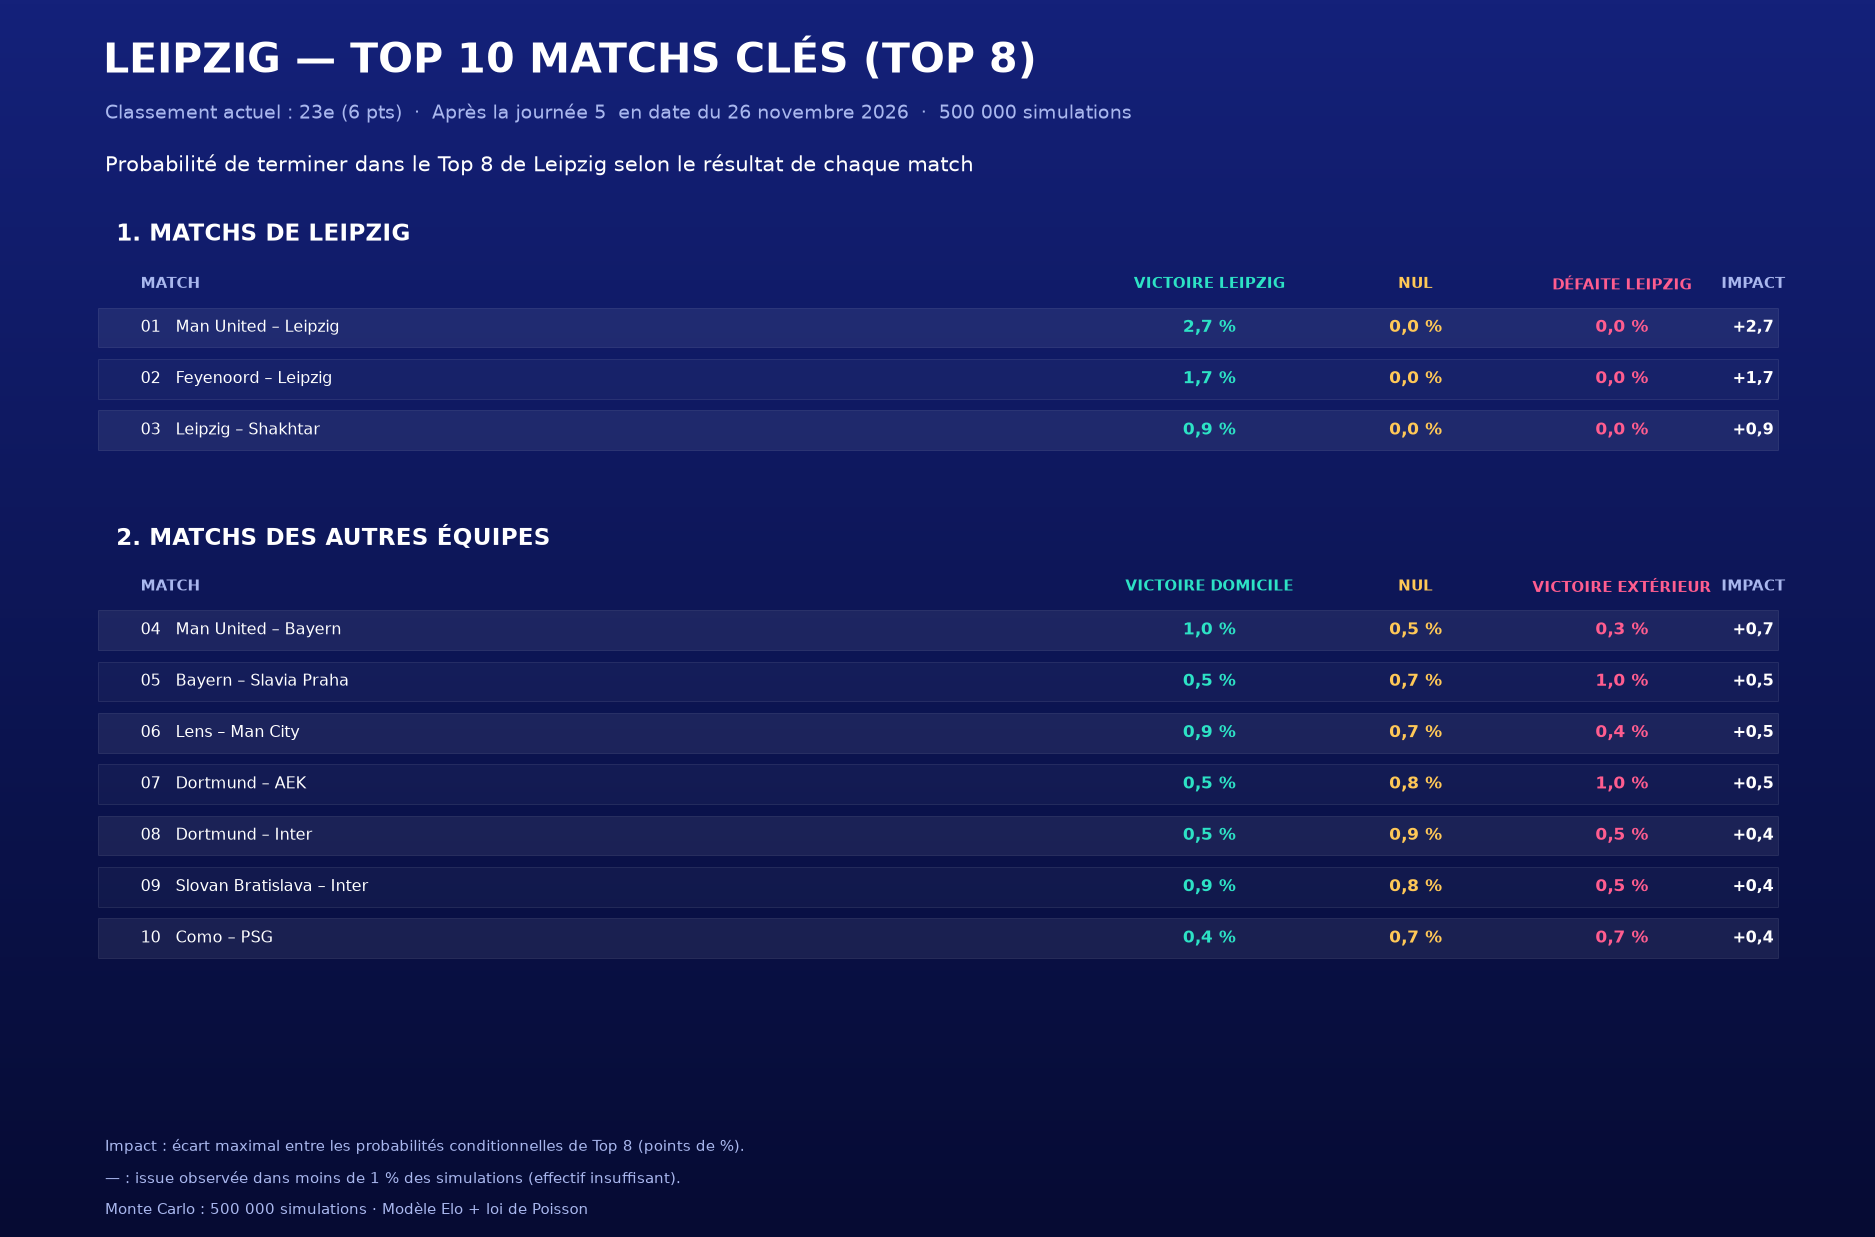 LEIPZIG — TOP 10 MATCHS CLÉS (TOP 8)
Classement actuel : 23e (6 pts) · Après la journée 5 en date du 26 novembre 2026 · 500 000 simulations
Probabilité de terminer dans le Top 8 de Leipzig selon le résultat de chaque match
1. MATCHS DE LEIPZIG
MATCH VICTOIRE LEIPZIG NUL DÉFAITE LEIPZIG IMPACT
01 Man United – Leipzig 2,7 % 0,0 % 0,0 % +2,7
02 Feyenoord – Leipzig 1,7 % 0,0 % 0,0 % +1,7
03 Leipzig – Shakhtar 0,9 % 0,0 % 0,0 % +0,9
2. MATCHS DES AUTRES ÉQUIPES
MATCH VICTOIRE DOMICILE NUL VICTOIRE EXTÉRIEUR IMPACT
04 Man United – Bayern 1,0 % 0,5 % 0,3 % +0,7
05 Bayern – Slavia Praha 0,5 % 0,7 % 1,0 % +0,5
06 Lens – Man City 0,9 % 0,7 % 0,4 % +0,5
07 Dortmund – AEK 0,5 % 0,8 % 1,0 % +0,5
08 Dortmund – Inter 0,5 % 0,9 % 0,5 % +0,4
09 Slovan Bratislava – Inter 0,9 % 0,8 % 0,5 % +0,4
10 Como – PSG 0,4 % 0,7 % 0,7 % +0,4
Impact : écart maximal entre les probabilités conditionnelles de Top 8 (points de %).
— : issue observée dans moins de 1 % des simulations (effectif insuffisant).
Monte Carlo : 500 000 simulations · Modèle Elo + loi de Poisson